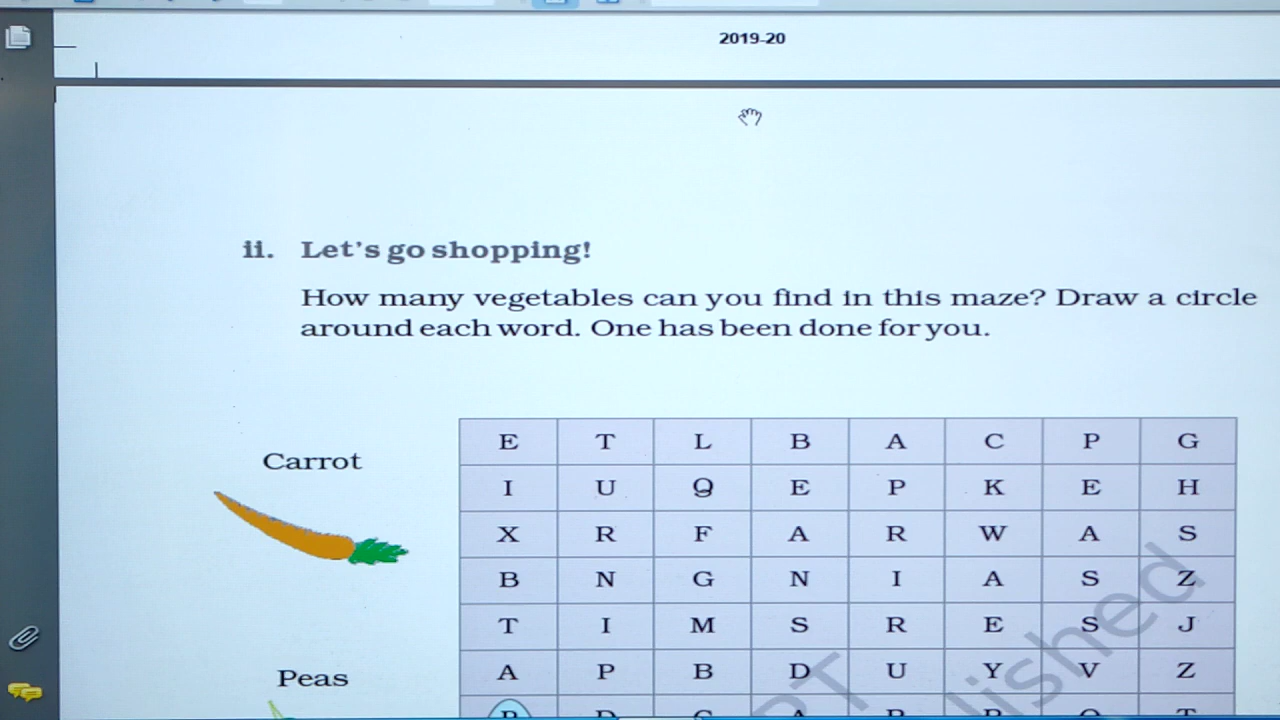 2019-20
ii. Let's go shopping!
How many vegetables can you find in this maze? Draw a circle
around each word. One has been done for you.
Carrot
E T L B A C P G
I U Q E P K E H
X R F A R W A S
B N G N I A S Z
T I M S R E S J
Peas
A P B D U Y V Z
lished